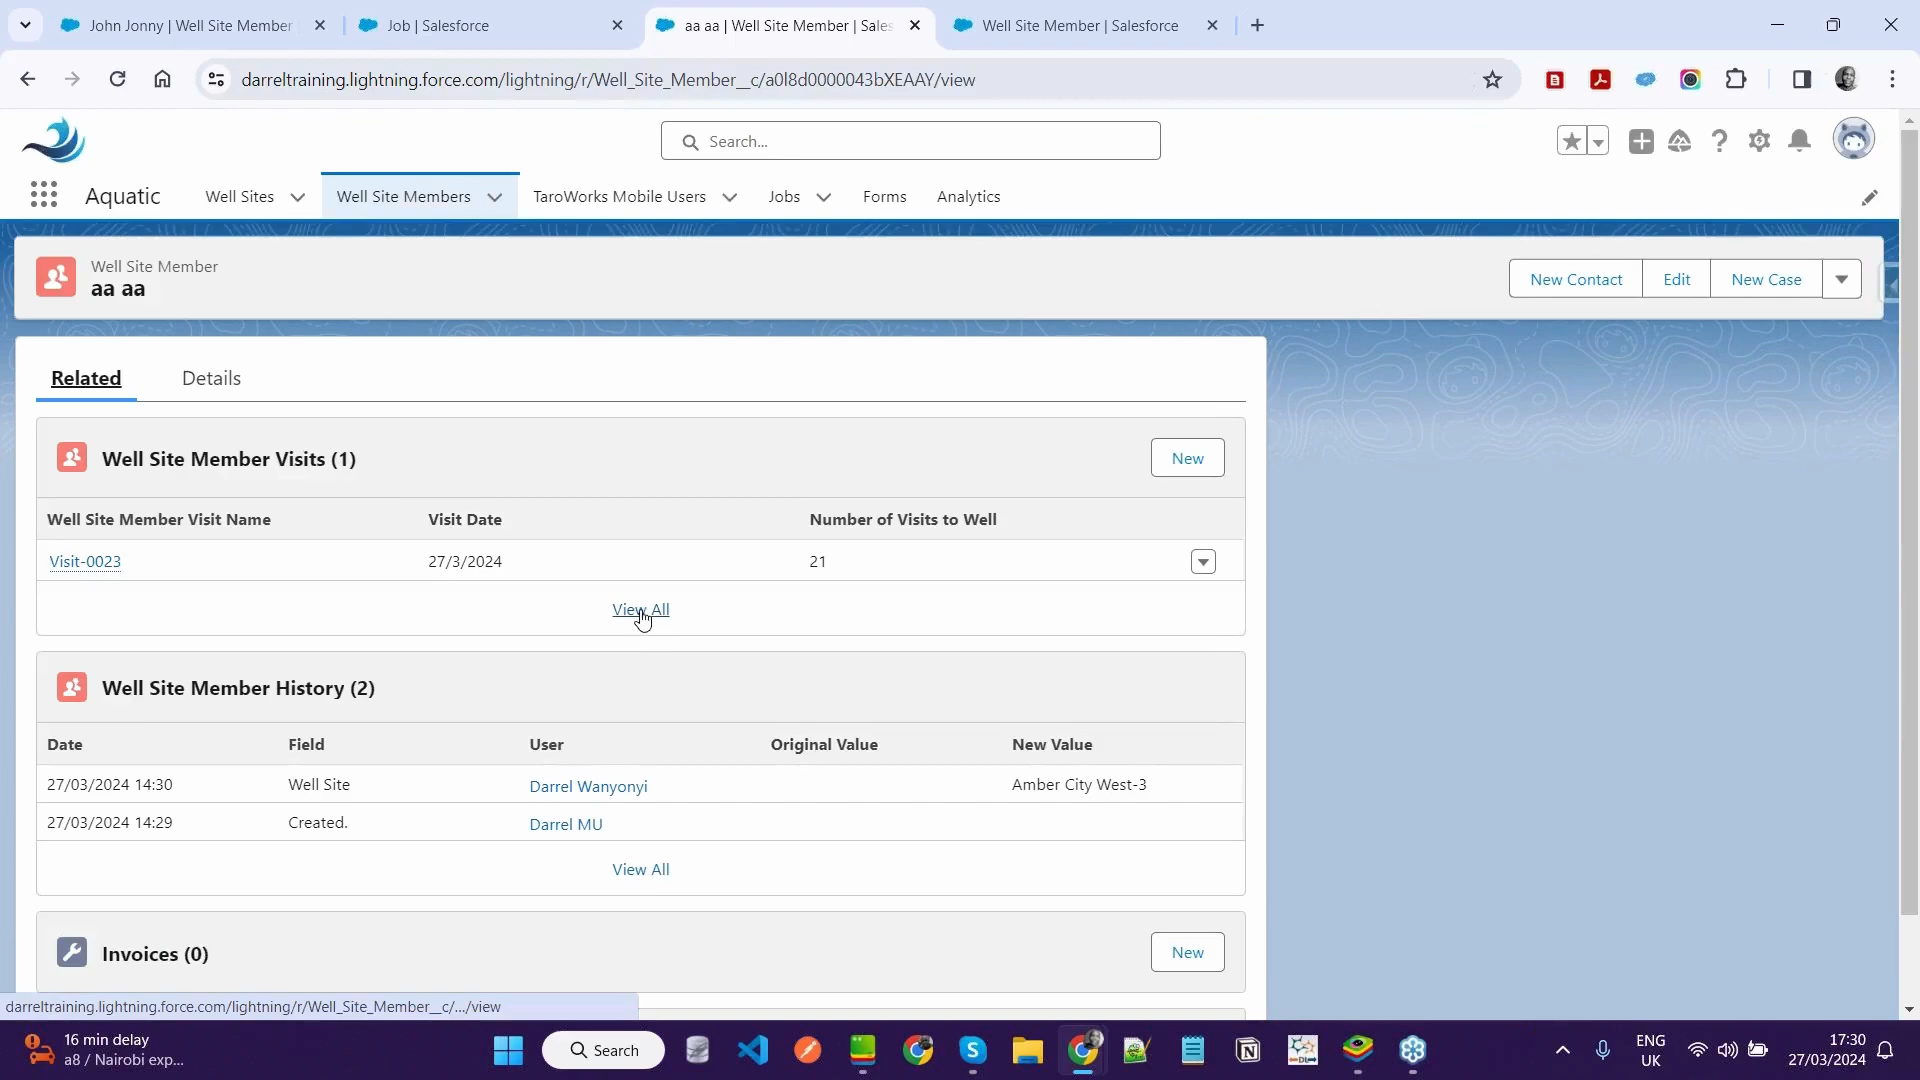 John Jonny | Well Site Member
Job | Salesforce
aa aa | Well Site Member | Sales
Well Site Member | Salesforce
darreltraining.lightning.force.com/lightning/r/Well_Site_Member__c/a0l8d0000043bXEAAY/view
Search...
Aquatic
Well Sites
Well Site Members
TaroWorks Mobile Users
Jobs
Forms
Analytics
Well Site Member
aa aa
New Contact
Edit
New Case
Related
Details
Well Site Member Visits (1)
New
Well Site Member Visit Name
Visit Date
Number of Visits to Well
Visit-0023
27/3/2024
21
View All
Well Site Member History (2)
Date
Field
User
Original Value
New Value
27/03/2024 14:30
Well Site
Darrel Wanyonyi
Amber City West-3
27/03/2024 14:29
Created.
Darrel MU
View All
Invoices (0)
New
darreltraining.lightning.force.com/lightning/r/Well_Site_Member__c/.../view
16 min delay
a8 / Nairobi exp...
Search
ENG
UK
17:30
27/03/2024